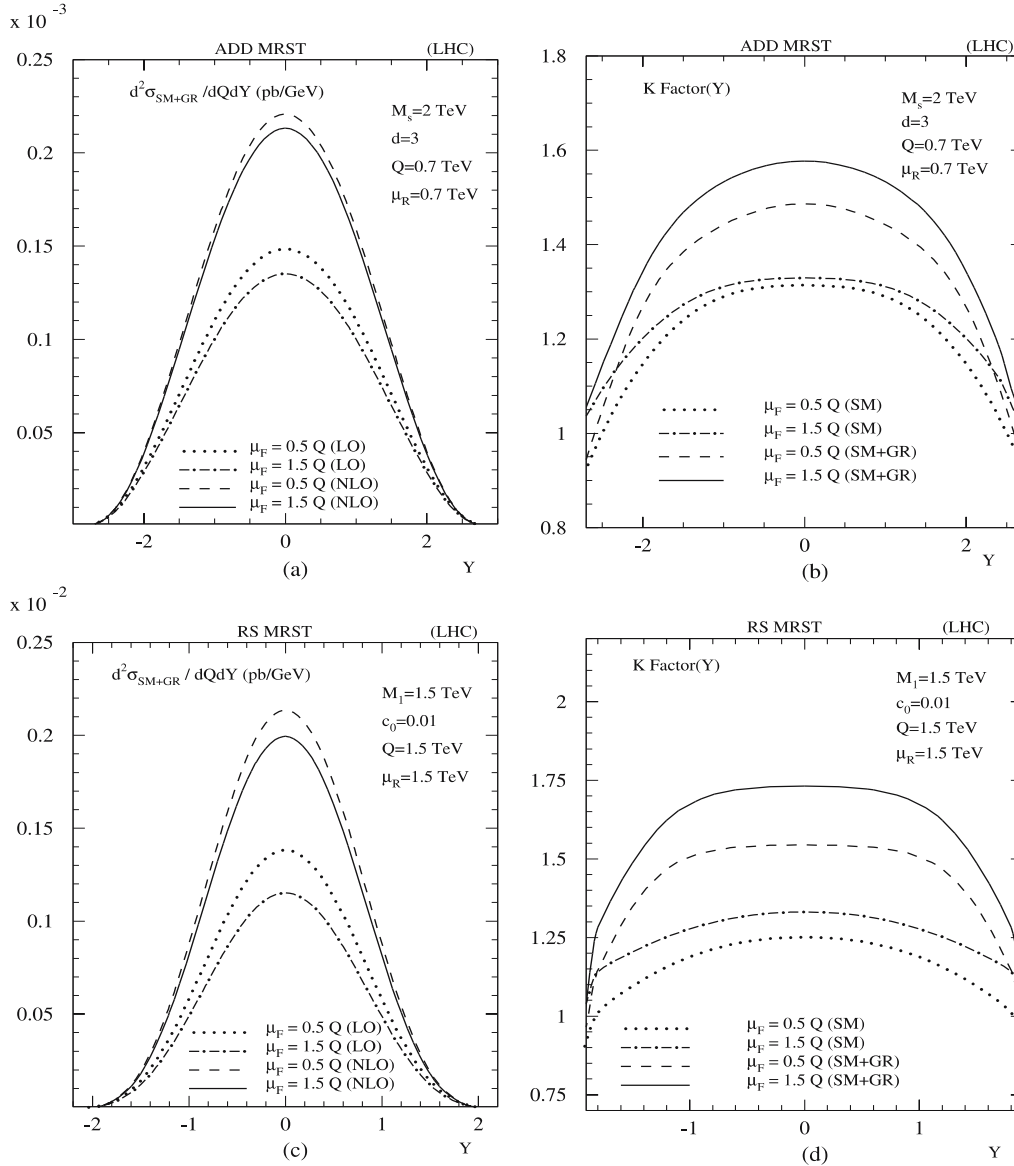 x 10⁻³
ADD MRST (LHC)
d²σ_SM+GR /dQdY (pb/GeV)
M_s=2 TeV
d=3
Q=0.7 TeV
μ_R=0.7 TeV
0.25
0.2
0.15
0.1
0.05
μ_F = 0.5 Q (LO)
μ_F = 1.5 Q (LO)
μ_F = 0.5 Q (NLO)
μ_F = 1.5 Q (NLO)
-2 0 2
Y
(a)
ADD MRST (LHC)
K Factor(Y)
M_s=2 TeV
d=3
Q=0.7 TeV
μ_R=0.7 TeV
1.8
1.6
1.4
1.2
1
0.8
μ_F = 0.5 Q (SM)
μ_F = 1.5 Q (SM)
μ_F = 0.5 Q (SM+GR)
μ_F = 1.5 Q (SM+GR)
-2 0 2
Y
(b)
x 10⁻²
RS MRST (LHC)
d²σ_SM+GR / dQdY (pb/GeV)
M_1=1.5 TeV
c_0=0.01
Q=1.5 TeV
μ_R=1.5 TeV
0.25
0.2
0.15
0.1
0.05
μ_F = 0.5 Q (LO)
μ_F = 1.5 Q (LO)
μ_F = 0.5 Q (NLO)
μ_F = 1.5 Q (NLO)
-2 -1 0 1 2
Y
(c)
RS MRST (LHC)
K Factor(Y)
M_1=1.5 TeV
c_0=0.01
Q=1.5 TeV
μ_R=1.5 TeV
2
1.75
1.5
1.25
1
0.75
μ_F = 0.5 Q (SM)
μ_F = 1.5 Q (SM)
μ_F = 0.5 Q (SM+GR)
μ_F = 1.5 Q (SM+GR)
-1 0 1
Y
(d)